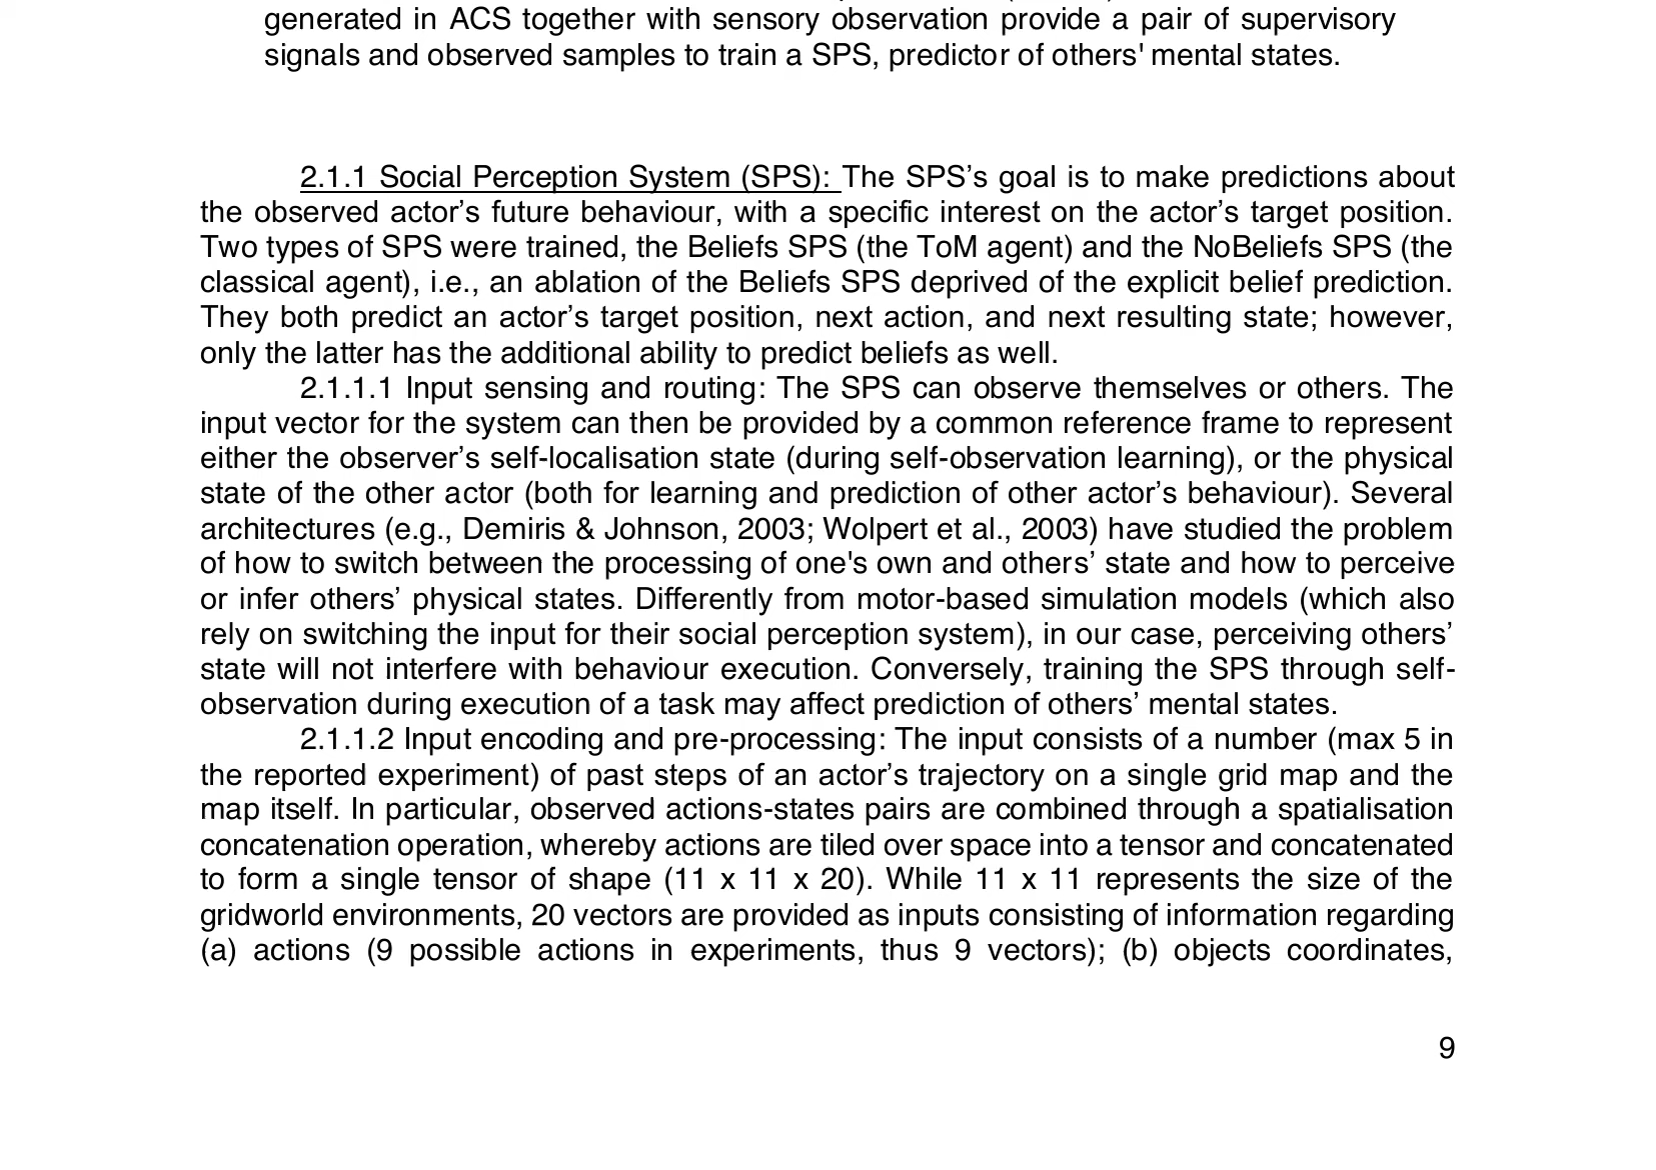 generated in ACS together with sensory observation provide a pair of supervisory
signals and observed samples to train a SPS, predictor of others' mental states.
2.1.1 Social Perception System (SPS): The SPS’s goal is to make predictions about
the observed actor’s future behaviour, with a specific interest on the actor’s target position.
Two types of SPS were trained, the Beliefs SPS (the ToM agent) and the NoBeliefs SPS (the
classical agent), i.e., an ablation of the Beliefs SPS deprived of the explicit belief prediction.
They both predict an actor’s target position, next action, and next resulting state; however,
only the latter has the additional ability to predict beliefs as well.
2.1.1.1 Input sensing and routing: The SPS can observe themselves or others. The
input vector for the system can then be provided by a common reference frame to represent
either the observer’s self-localisation state (during self-observation learning), or the physical
state of the other actor (both for learning and prediction of other actor’s behaviour). Several
architectures (e.g., Demiris & Johnson, 2003; Wolpert et al., 2003) have studied the problem
of how to switch between the processing of one's own and others’ state and how to perceive
or infer others’ physical states. Differently from motor-based simulation models (which also
rely on switching the input for their social perception system), in our case, perceiving others’
state will not interfere with behaviour execution. Conversely, training the SPS through self-
observation during execution of a task may affect prediction of others’ mental states.
2.1.1.2 Input encoding and pre-processing: The input consists of a number (max 5 in
the reported experiment) of past steps of an actor’s trajectory on a single grid map and the
map itself. In particular, observed actions-states pairs are combined through a spatialisation
concatenation operation, whereby actions are tiled over space into a tensor and concatenated
to form a single tensor of shape (11 x 11 x 20). While 11 x 11 represents the size of the
gridworld environments, 20 vectors are provided as inputs consisting of information regarding
(a) actions (9 possible actions in experiments, thus 9 vectors); (b) objects coordinates,
9